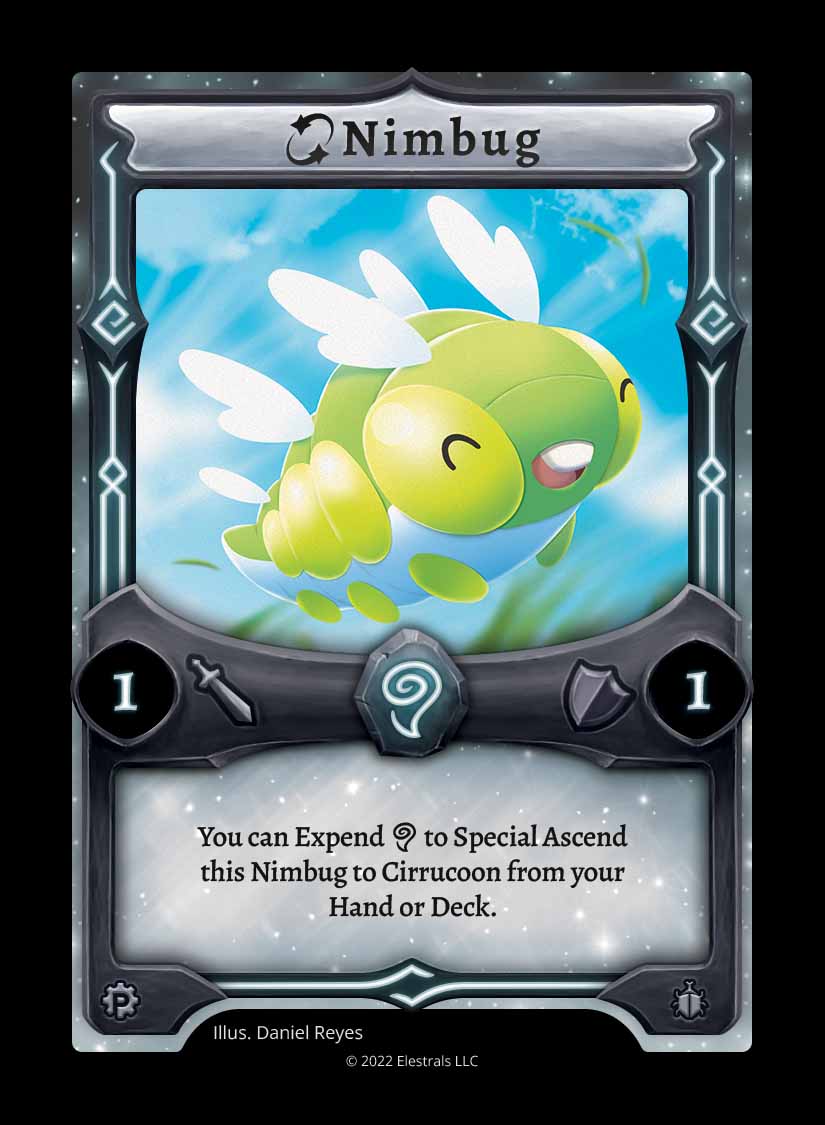 Nimbug
1 1
You can Expend to Special Ascend
this Nimbug to Cirrucoon from your
Hand or Deck.
P
Illus. Daniel Reyes
© 2022 Elestrals LLC